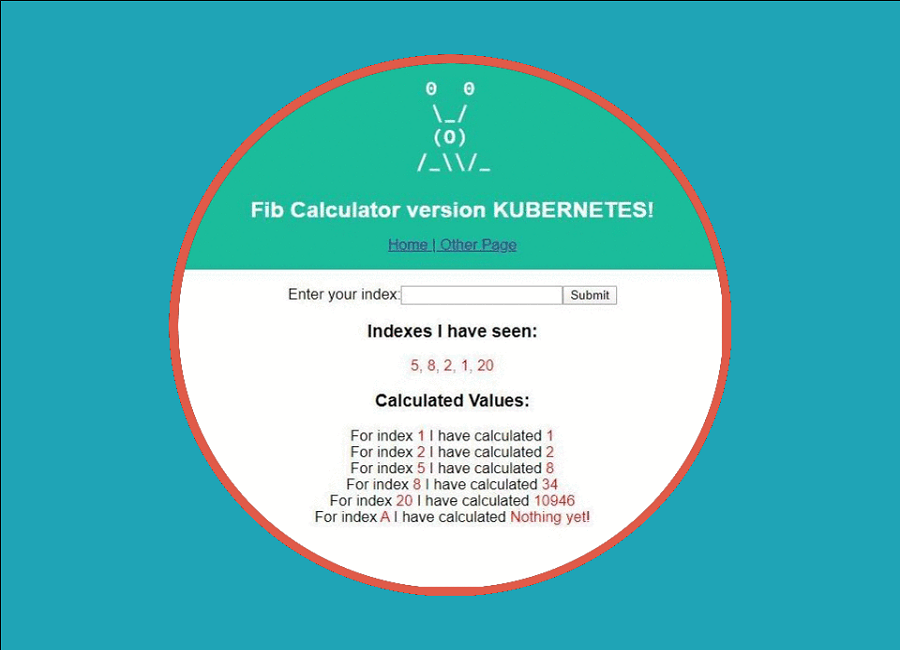 0 0
\_/
(0)
/_\\/_
Fib Calculator version KUBERNETES!
Home | Other Page
Enter your index: Submit
Indexes I have seen:
5, 8, 2, 1, 20
Calculated Values:
For index 1 I have calculated 1
For index 2 I have calculated 2
For index 5 I have calculated 8
For index 8 I have calculated 34
For index 20 I have calculated 10946
For index A I have calculated Nothing yet!